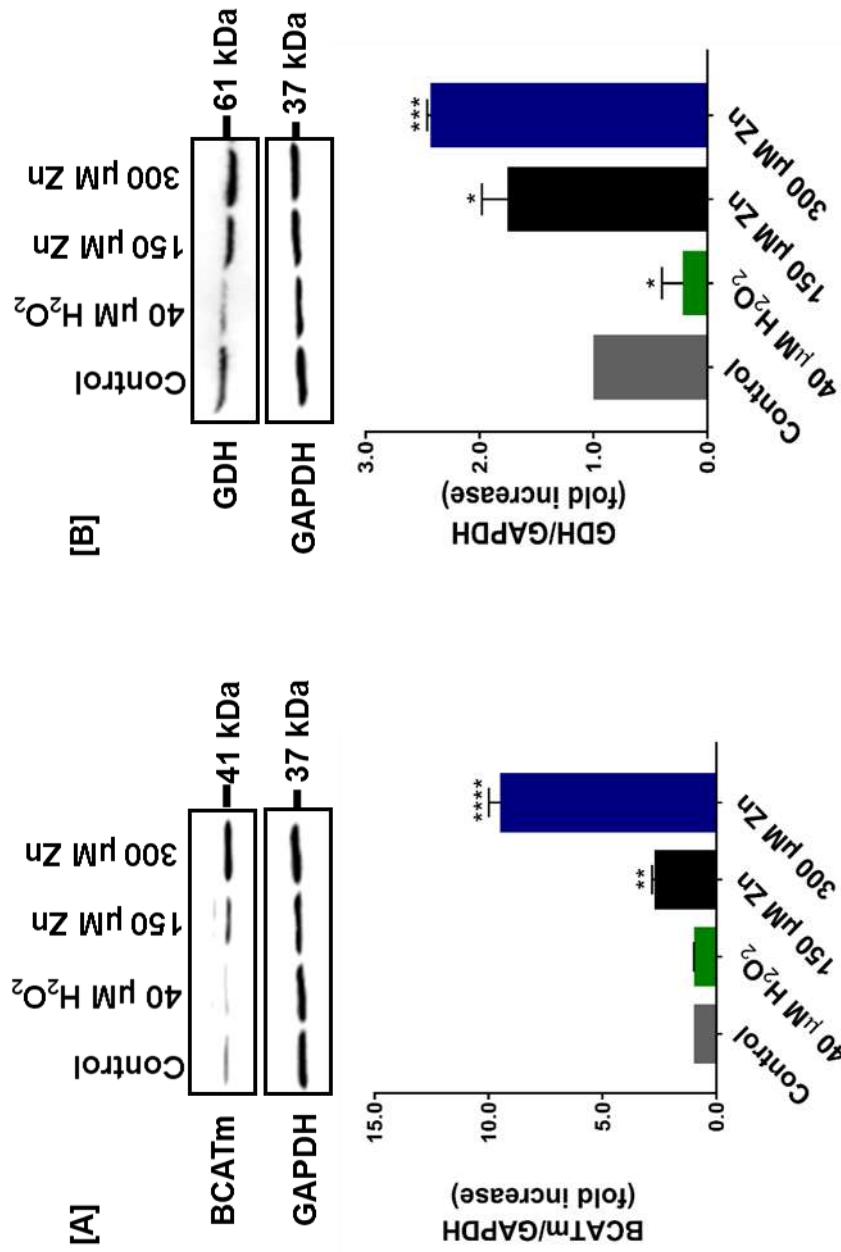 [A]
Control
40 µM H₂O₂
150 µM Zn
300 µM Zn
BCATm
41 kDa
GAPDH
37 kDa
BCATm/GAPDH
(fold increase)
15.0
10.0
5.0
0.0
**
****
Control
40 µM H₂O₂
150 µM Zn
300 µM Zn
[B]
Control
40 µM H₂O₂
150 µM Zn
300 µM Zn
GDH
61 kDa
GAPDH
37 kDa
GDH/GAPDH
(fold increase)
3.0
2.0
1.0
0.0
*
*
***
Control
40 µM H₂O₂
150 µM Zn
300 µM Zn